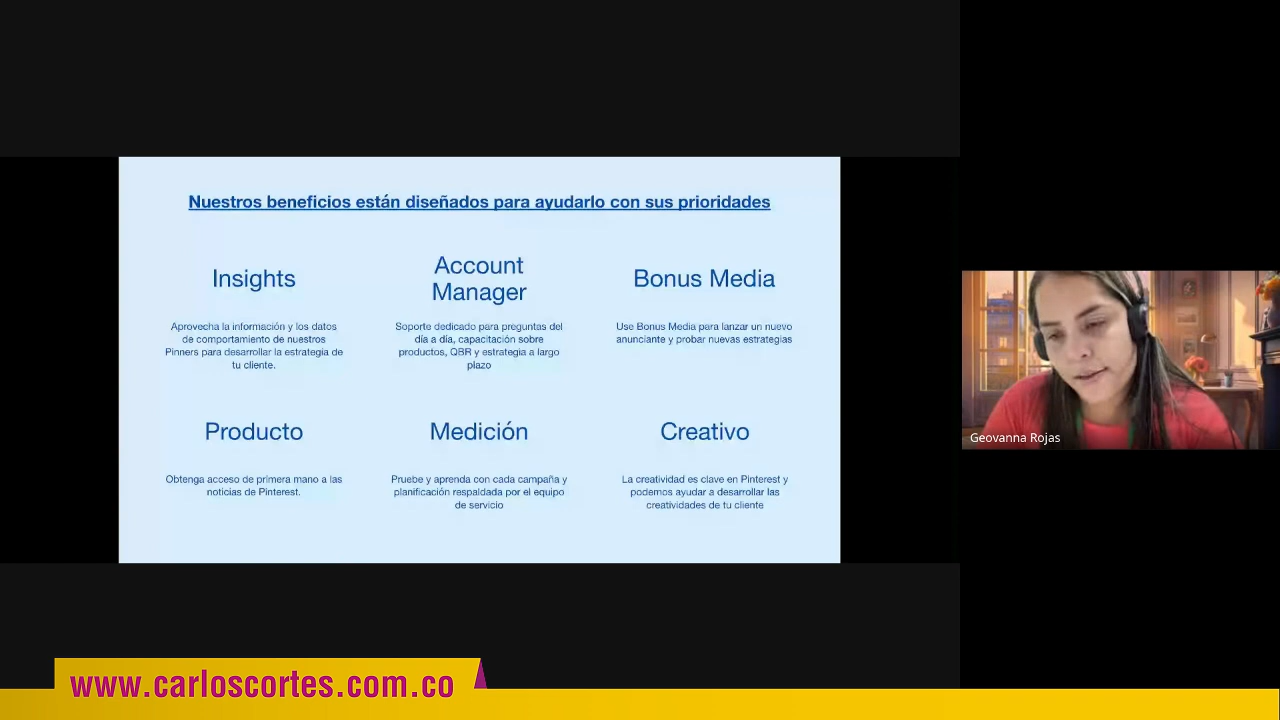 Nuestros beneficios están diseñados para ayudarlo con sus prioridades
Insights
Aprovecha la información y los datos
de comportamiento de nuestros
Pinners para desarrollar la estrategia de
tu cliente.
Account
Manager
Soporte dedicado para preguntas del
día a día, capacitación sobre
productos, QBR y estrategia a largo
plazo
Bonus Media
Use Bonus Media para lanzar un nuevo
anunciante y probar nuevas estrategias
Producto
Obtenga acceso de primera mano a las
noticias de Pinterest.
Medición
Pruebe y aprenda con cada campaña y
planificación respaldada por el equipo
de servicio
Creativo
La creatividad es clave en Pinterest y
podemos ayudar a desarrollar las
creatividades de tu cliente
Geovanna Rojas
www.carloscortes.com.co